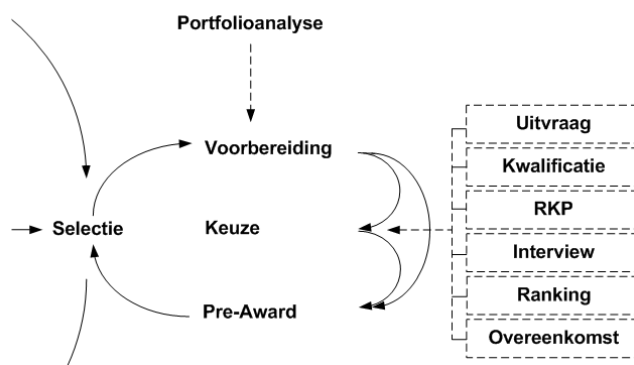 Portfolioanalyse
Voorbereiding
Selectie
Keuze
Pre-Award
Uitvraag
Kwalificatie
RKP
Interview
Ranking
Overeenkomst